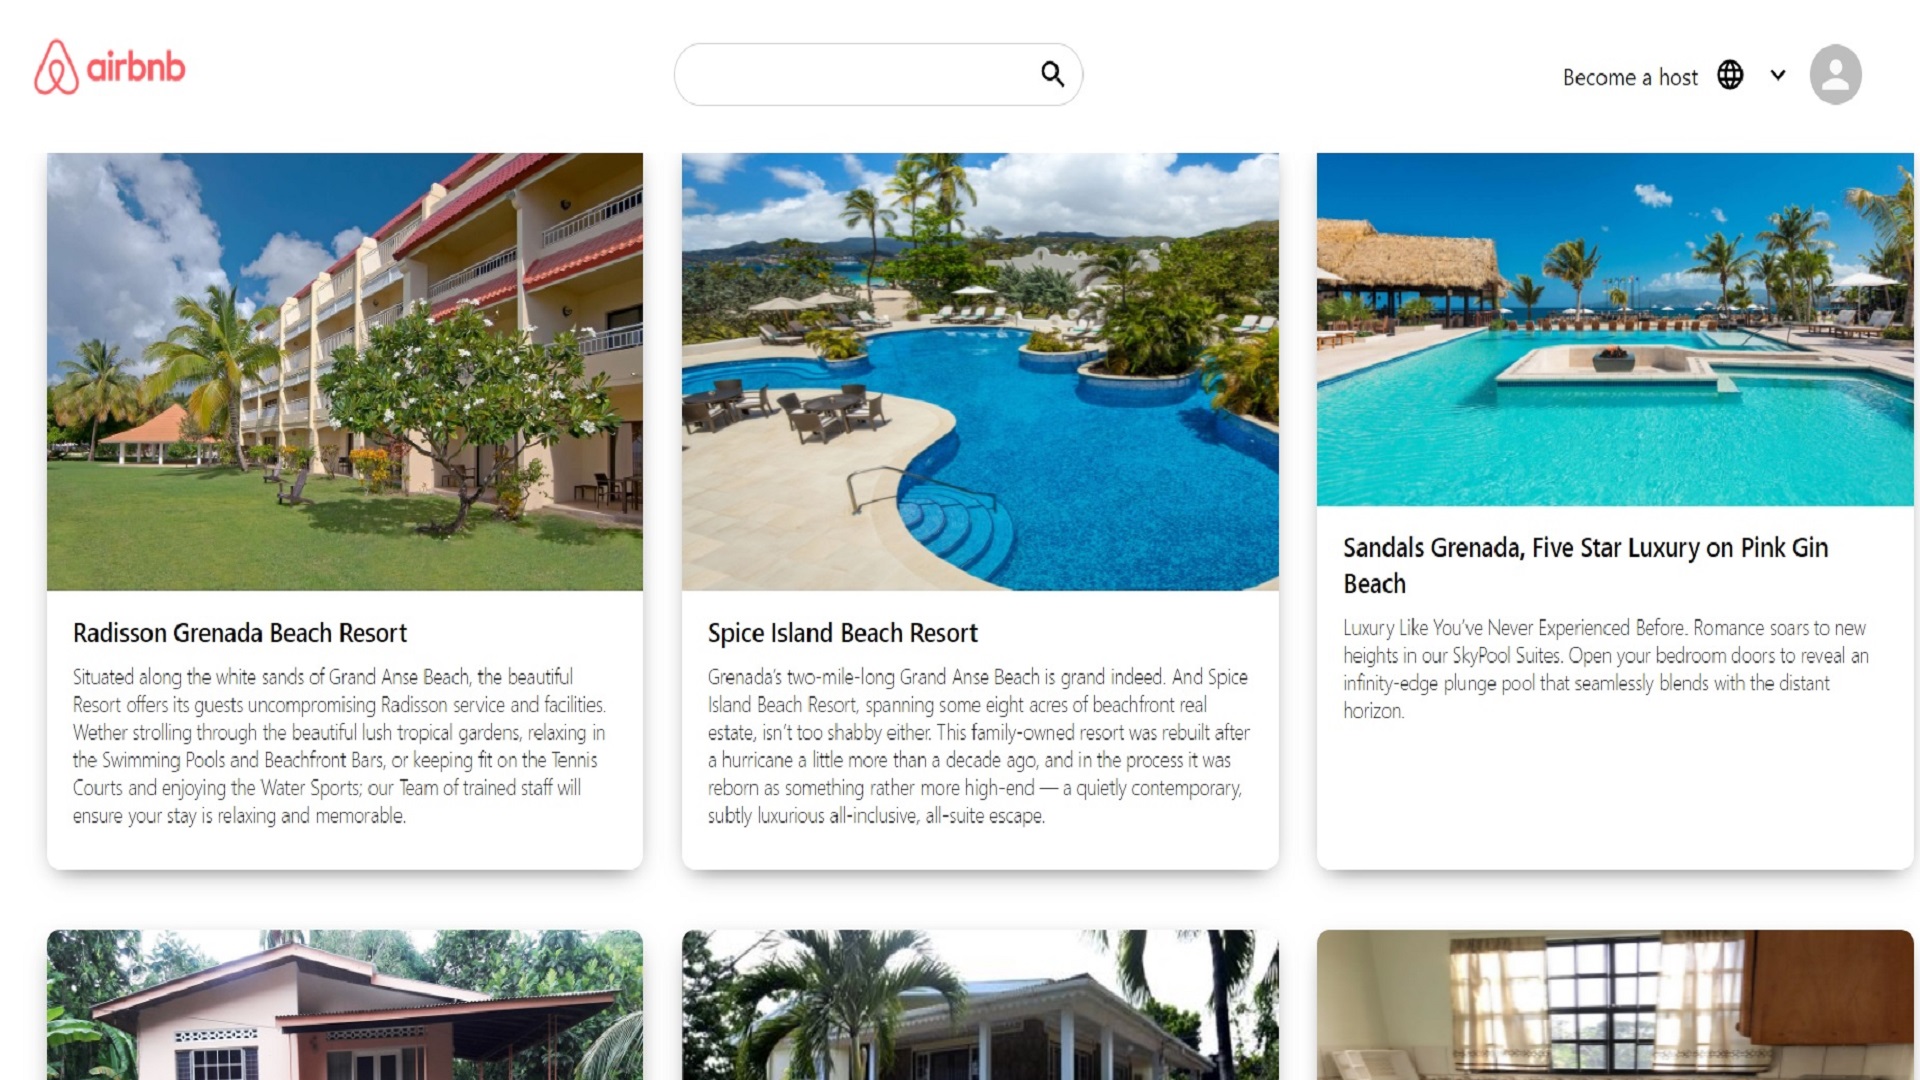 airbnb
Become a host
Radisson Grenada Beach Resort
Situated along the white sands of Grand Anse Beach, the beautiful
Resort offers its guests uncompromising Radisson service and facilities.
Wether strolling through the beautiful lush tropical gardens, relaxing in
the Swimming Pools and Beachfront Bars, or keeping fit on the Tennis
Courts and enjoying the Water Sports; our Team of trained staff will
ensure your stay is relaxing and memorable.
Spice Island Beach Resort
Grenada's two-mile-long Grand Anse Beach is grand indeed. And Spice
Island Beach Resort, spanning some eight acres of beachfront real
estate, isn't too shabby either. This family-owned resort was rebuilt after
a hurricane a little more than a decade ago, and in the process it was
reborn as something rather more high-end — a quietly contemporary,
subtly luxurious all-inclusive, all-suite escape.
Sandals Grenada, Five Star Luxury on Pink Gin
Beach
Luxury Like You've Never Experienced Before. Romance soars to new
heights in our SkyPool Suites. Open your bedroom doors to reveal an
infinity-edge plunge pool that seamlessly blends with the distant
horizon.